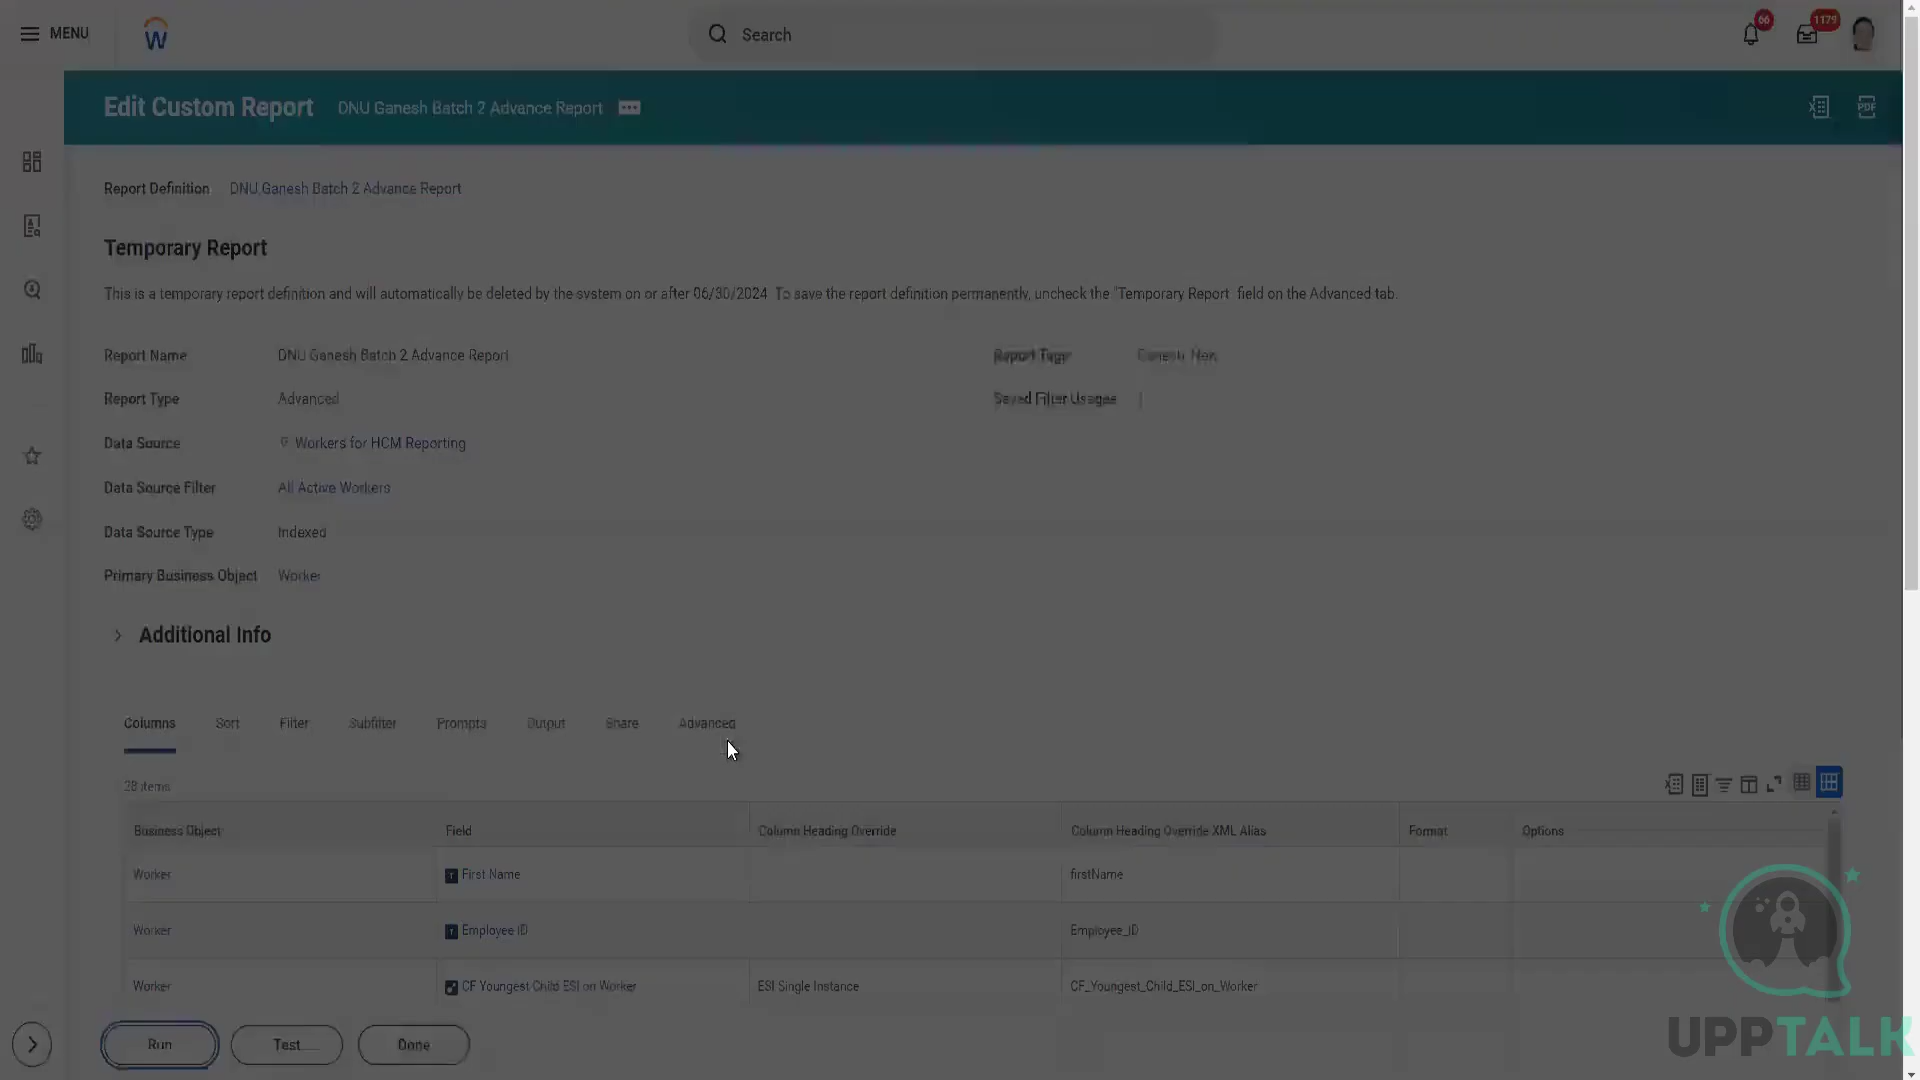 MENU
Search
66
1179
Edit Custom Report DNU Ganesh Batch 2 Advance Report
PDF
Report Definition DNU Ganesh Batch 2 Advance Report
Temporary Report
This is a temporary report definition and will automatically be deleted by the system on or after 06/30/2024 To save the report definition permanently, uncheck the "Temporary Report" field on the Advanced tab.
Report Name DNU Ganesh Batch 2 Advance Report
Report Tags
Report Type Advanced
Saved Filter Usages
Data Source Workers for HCM Reporting
Data Source Filter All Active Workers
Data Source Type Indexed
Primary Business Object Worker
Additional Info
Columns Sort Filter Subfilter Prompts Output Share Advanced
28 items
Business Object Field Column Heading Override Column Heading Override XML Alias Format Options
Worker First Name firstName
Worker Employee ID Employee_ID
Worker CF Youngest Child ESI on Worker ESI Single Instance CF_Youngest_Child_ESI_on_Worker
Run Test Done
UPPTALK